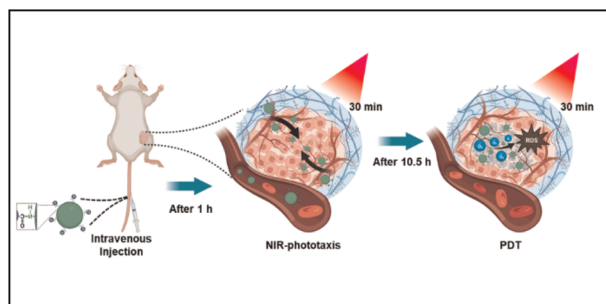 30 min
30 min
ROS
After 10.5 h
After 1 h
Intravenous
Injection
NIR-phototaxis
PDT